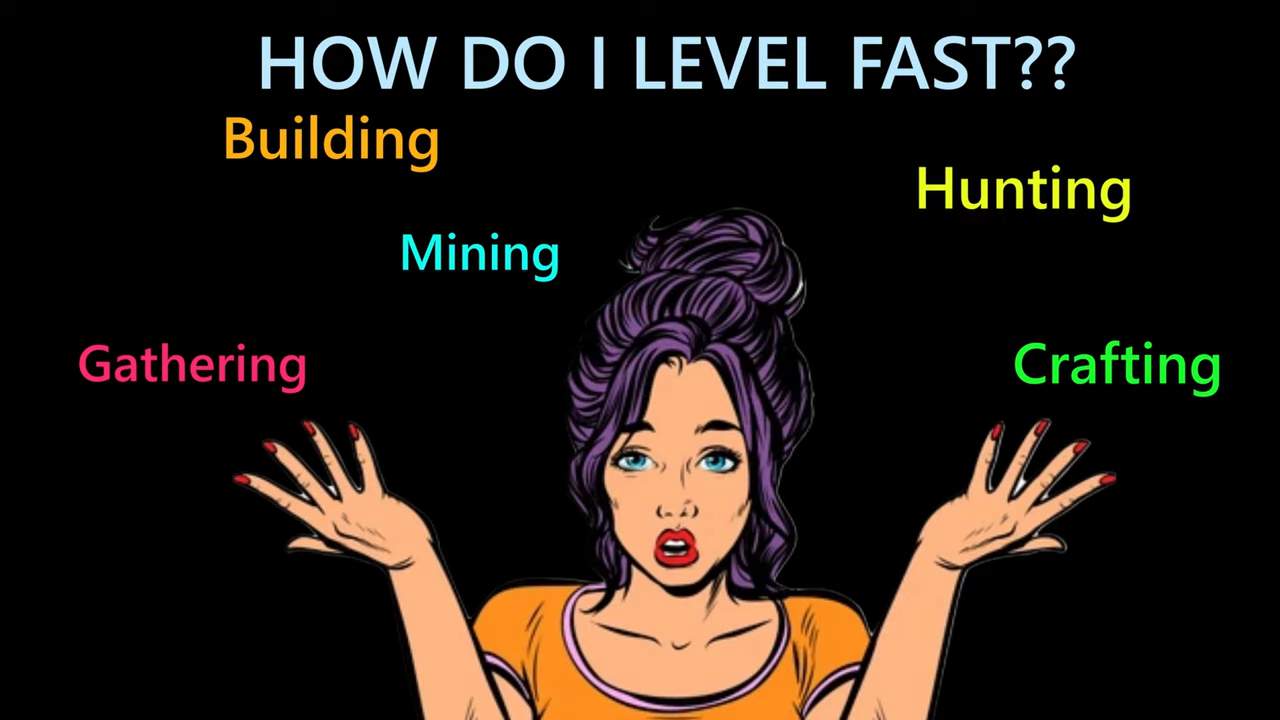 HOW DO I LEVEL FAST??
Building
Hunting
Mining
Gathering
Crafting